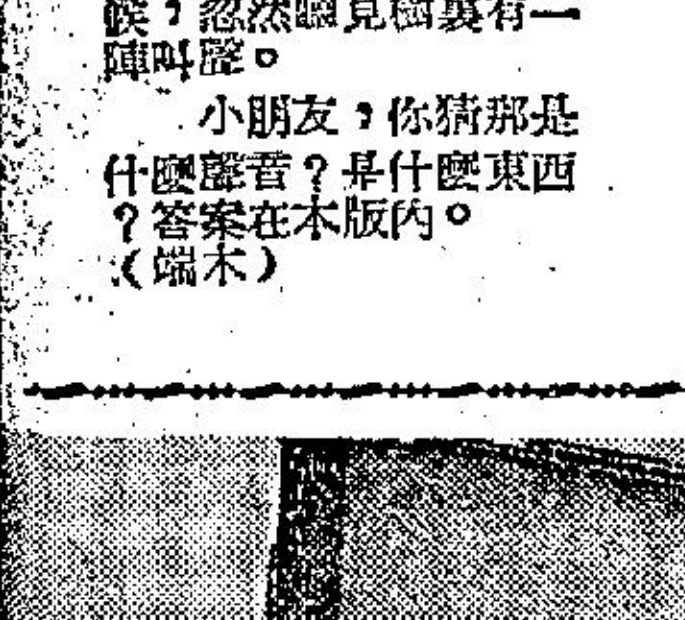 候，忽然聽見樹裏有一
陣叫聲。
小朋友，你猜那是
什麼聲音？是什麼東西
？答案在本版內。
（端木）